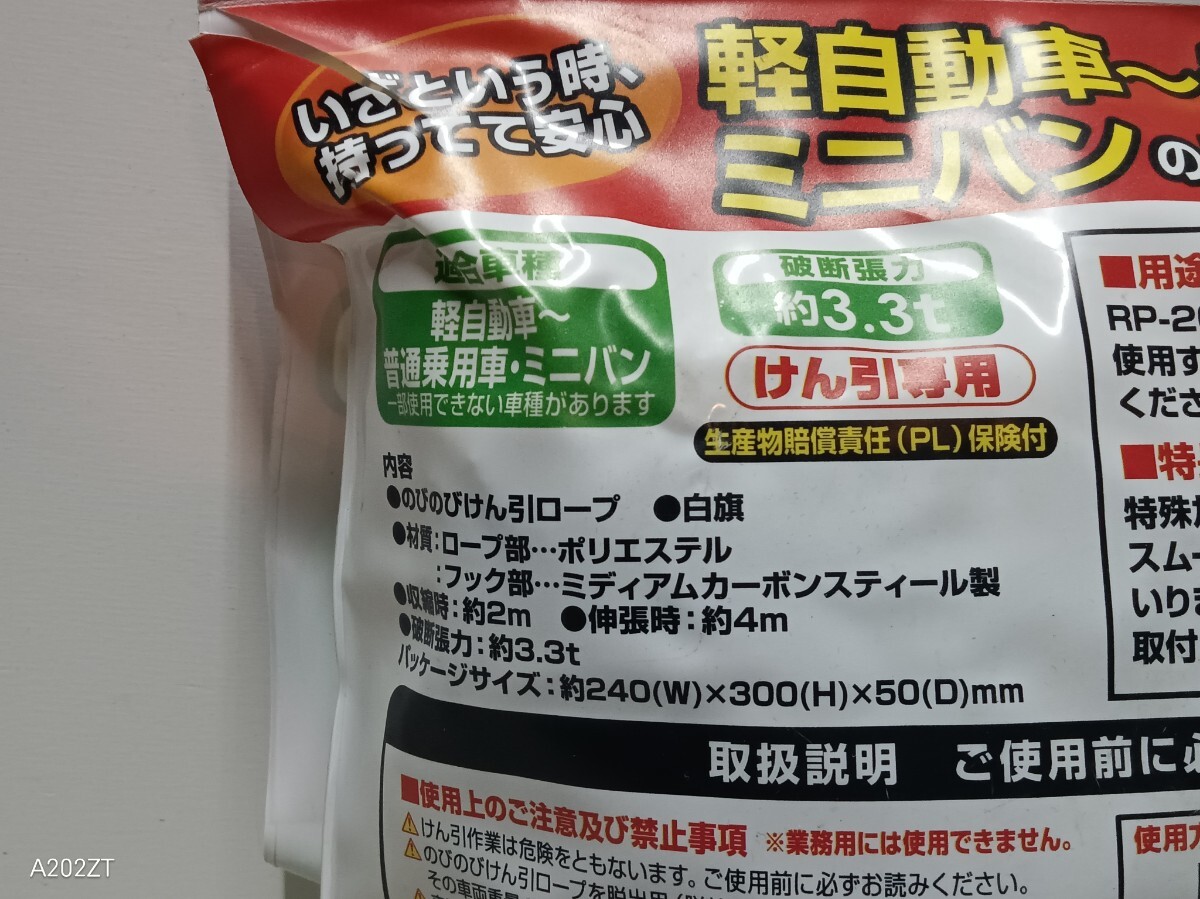 いざという時、
持ってて安心
軽自動車～
ミニバンの
適合車種
軽自動車～
普通乗用車・ミニバン
一部使用できない車種があります
破断張力
約3.3t
けん引専用
生産物賠償責任(PL)保険付
内容
●のびのびけん引ロープ ●白旗
●材質：ロープ部…ポリエステル
：フック部…ミディアムカーボンスティール製
●収縮時：約2m ●伸張時：約4m
●破断張力：約3.3t
パッケージサイズ：約240(W)×300(H)×50(D)mm
■用途
RP-20
使用す
くださ
■特
特殊加
スムー
いりま
取付
取扱説明 ご使用前に必
■使用上のご注意及び禁止事項 ※業務用には使用できません。
⚠けん引作業は危険をともないます。ご使用前に必ずお読みください。
⚠のびのびけん引ロープを脱出用
その車両重量
使用方
A202ZT